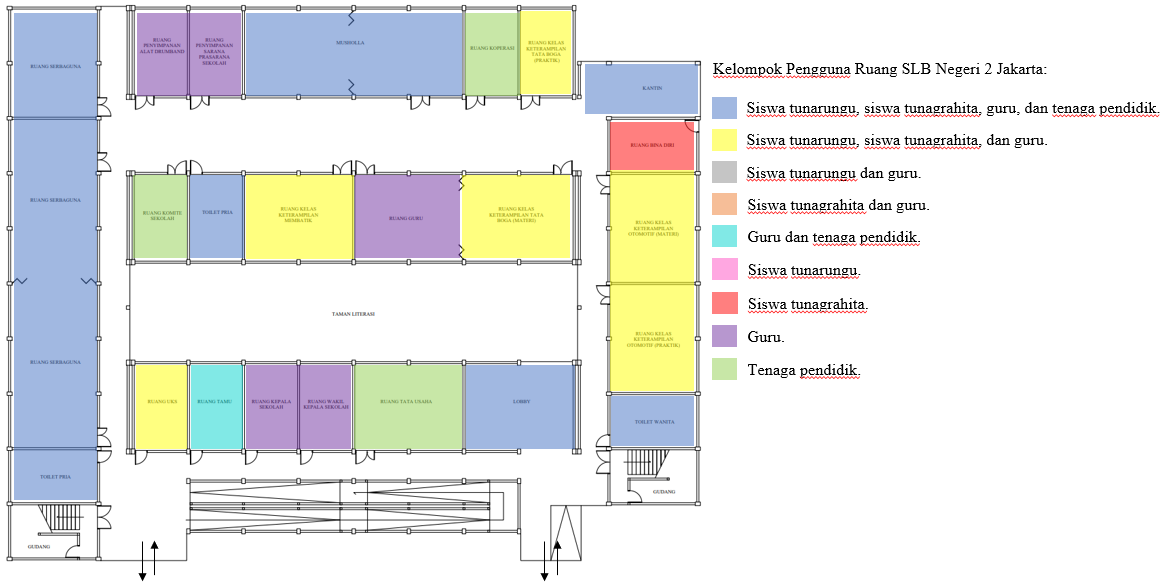 RUANG SERBAGUNA
RUANG
PENYIMPANAN
ALAT DRUMBAND
RUANG
PENYIMPANAN
SARANA
PRASARANA
SEKOLAH
MUSHOLLA
RUANG KOPERASI
RUANG KELAS
KETERAMPILAN
TATA BOGA
(PRAKTIK)
KANTIN
RUANG BINA DIRI
RUANG SERBAGUNA
RUANG KOMITE
SEKOLAH
TOILET PRIA
RUANG KELAS
KETERAMPILAN
MEMBATIK
RUANG GURU
RUANG KELAS
KETERAMPILAN TATA
BOGA (MATERI)
RUANG KELAS
KETERAMPILAN
OTOMOTIF (MATERI)
TAMAN LITERASI
RUANG KELAS
KETERAMPILAN
OTOMOTIF (PRAKTIK)
RUANG SERBAGUNA
RUANG UKS
RUANG TAMU
RUANG KEPALA
SEKOLAH
RUANG WAKIL
KEPALA SEKOLAH
RUANG TATA USAHA
LOBBY
TOILET WANITA
TOILET PRIA
GUDANG
GUDANG
Kelompok Pengguna Ruang SLB Negeri 2 Jakarta:
Siswa tunarungu, siswa tunagrahita, guru, dan tenaga pendidik.
Siswa tunarungu, siswa tunagrahita, dan guru.
Siswa tunarungu dan guru.
Siswa tunagrahita dan guru.
Guru dan tenaga pendidik.
Siswa tunarungu.
Siswa tunagrahita.
Guru.
Tenaga pendidik.